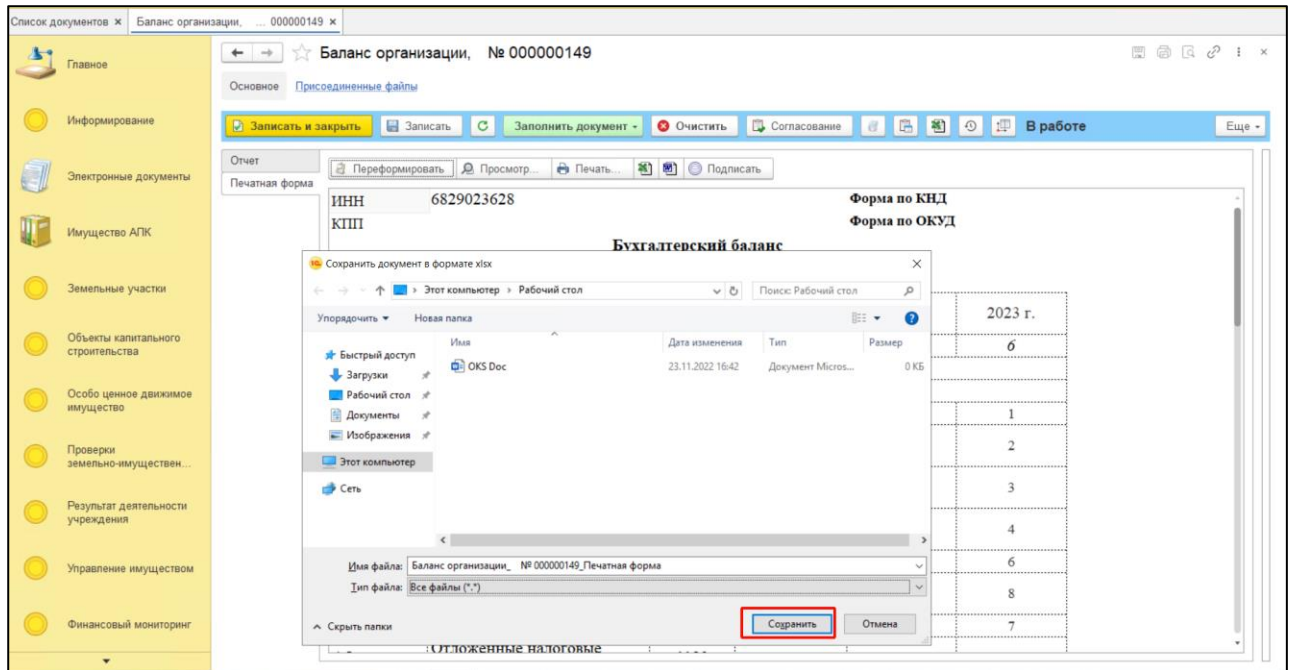 Список документов × Баланс организации, ... 000000149 ×
Главное
Информирование
Электронные документы
Имущество АПК
Земельные участки
Объекты капитального
строительства
Особо ценное движимое
имущество
Проверки
земельно-имуществен...
Результат деятельности
учреждения
Управление имуществом
Финансовый мониторинг
Баланс организации, № 000000149
Основное Присоединенные файлы
Записать и закрыть Записать Заполнить документ Очистить Согласование В работе Еще
Отчет
Печатная форма
Переформировать Просмотр... Печать... Подписать
ИНН 6829023628 Форма по КНД
КПП Форма по ОКУД
Бухгалтерский баланс
Сохранить документ в формате xlsx
Этот компьютер › Рабочий стол Поиск: Рабочий стол
Упорядочить Новая папка
Имя Дата изменения Тип Размер
OKS Doc 23.11.2022 16:42 Документ Micros... 0 КБ
Быстрый доступ
Загрузки
Рабочий стол
Документы
Изображения
Этот компьютер
Сеть
Имя файла: Баланс организации_ № 000000149_Печатная форма
Тип файла: Все файлы (*.*)
Скрыть папки Сохранить Отмена
2023 г.
6
1
2
3
4
6
8
7
Отложенные налоговые